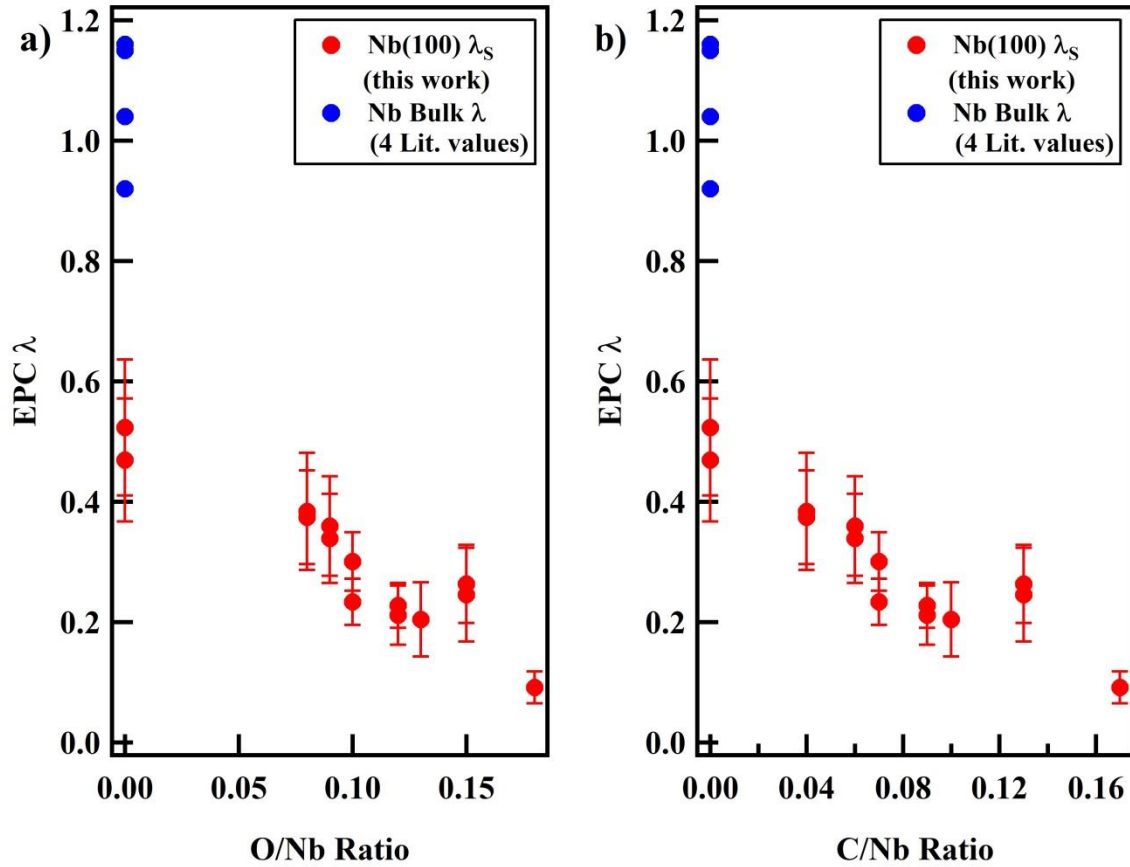 a)
Nb(100) λS
(this work)
Nb Bulk λ
(4 Lit. values)
1.2
1.0
0.8
0.6
0.4
0.2
0.0
EPC λ
0.00 0.05 0.10 0.15
O/Nb Ratio
b)
Nb(100) λS
(this work)
Nb Bulk λ
(4 Lit. values)
1.2
1.0
0.8
0.6
0.4
0.2
0.0
EPC λ
0.00 0.04 0.08 0.12 0.16
C/Nb Ratio